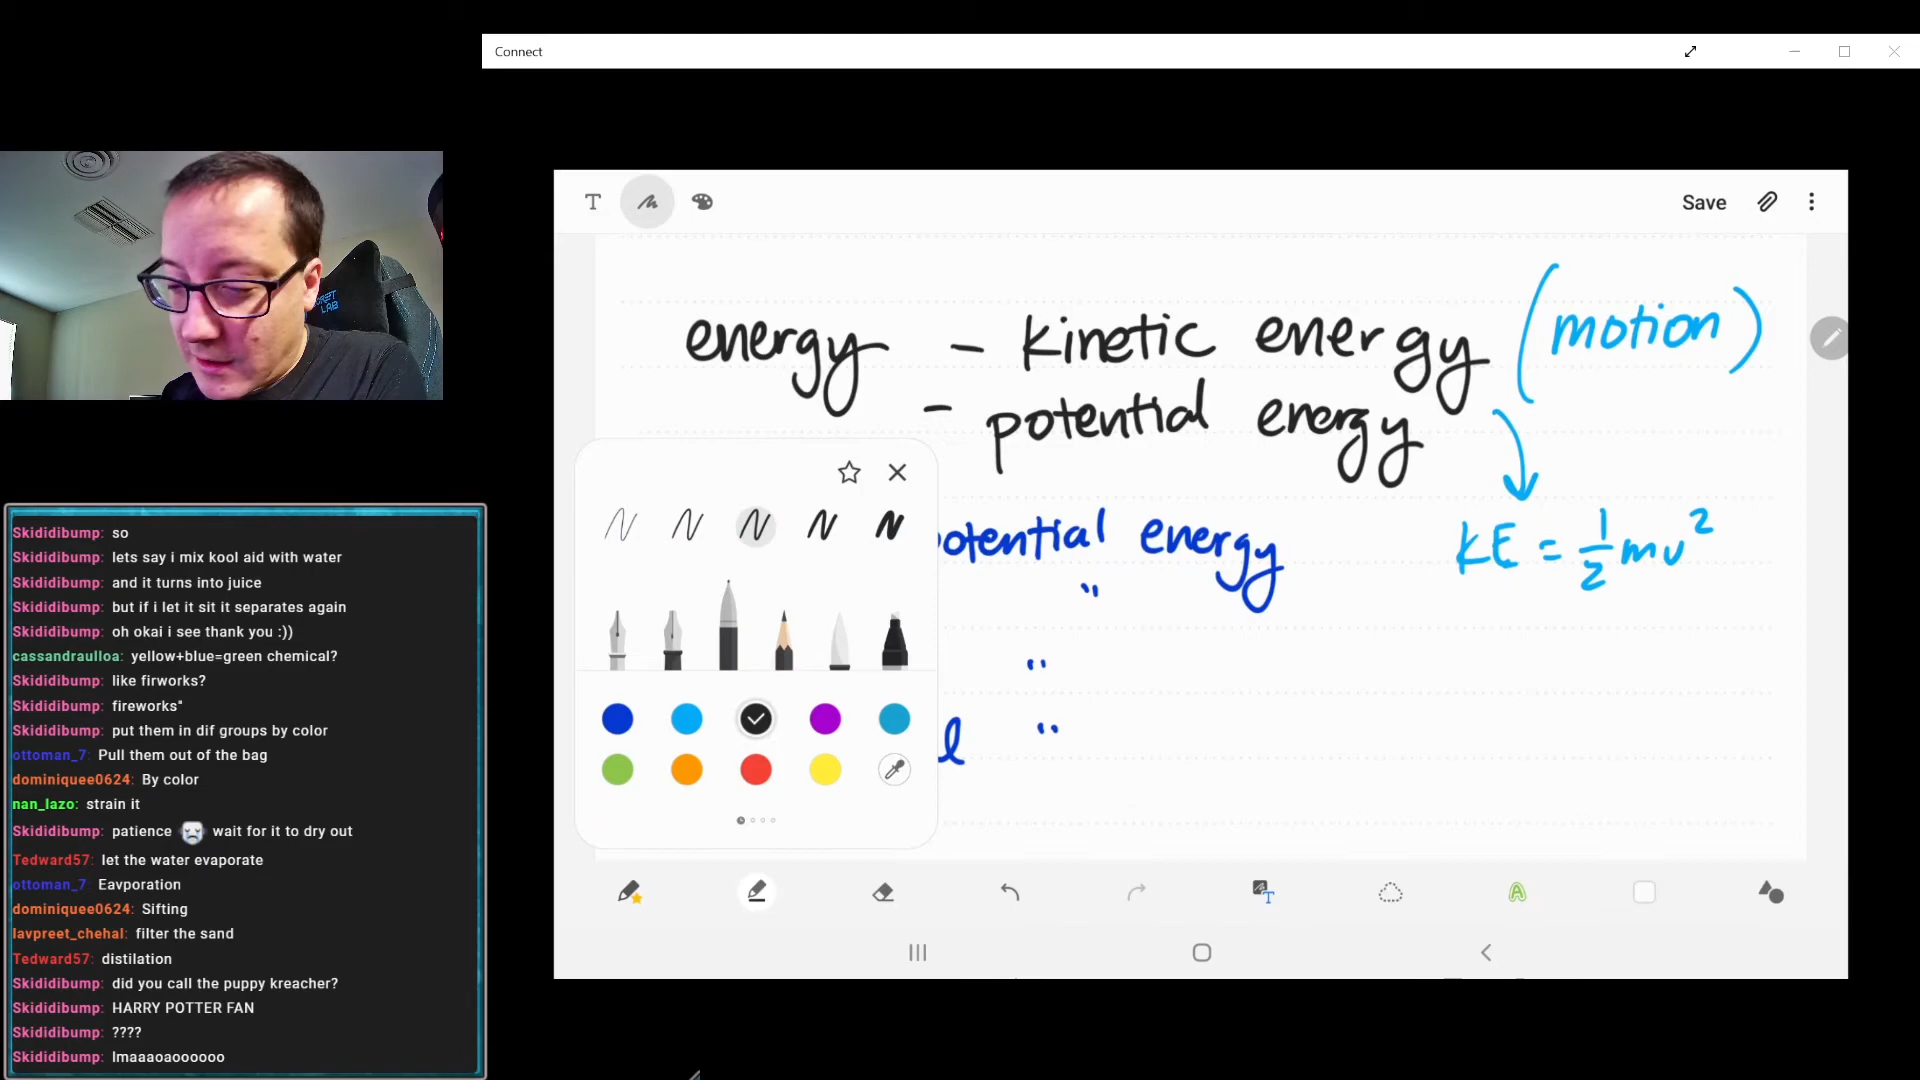 Connect
T
Save
energy - kinetic energy (motion)
- potential energy
otential energy
KE = 1/2 mv²
"
"
l "
Skididibump: so
Skididibump: lets say i mix kool aid with water
Skididibump: and it turns into juice
Skididibump: but if i let it sit it separates again
Skididibump: oh okai i see thank you :))
cassandraulloa: yellow+blue=green chemical?
Skididibump: like firworks?
Skididibump: fireworks*
Skididibump: put them in dif groups by color
ottoman_7: Pull them out of the bag
dominiquee0624: By color
nan_lazo: strain it
Skididibump: patience wait for it to dry out
Tedward57: let the water evaporate
ottoman_7: Eavporation
dominiquee0624: Sifting
lavpreet_chehal: filter the sand
Tedward57: distilation
Skididibump: did you call the puppy kreacher?
Skididibump: HARRY POTTER FAN
Skididibump: ????
Skididibump: lmaaaoaoooooo